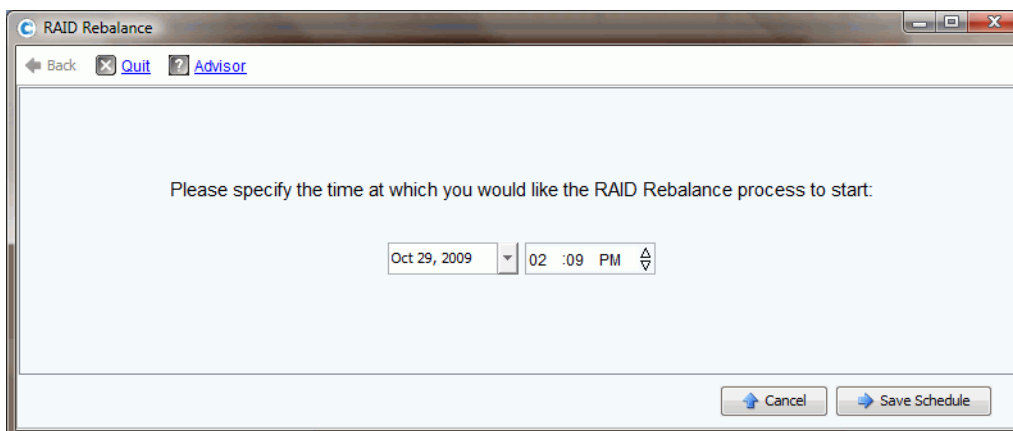 RAID Rebalance
Back Quit ? Advisor
Please specify the time at which you would like the RAID Rebalance process to start:
Oct 29, 2009 02 :09 PM
Cancel Save Schedule